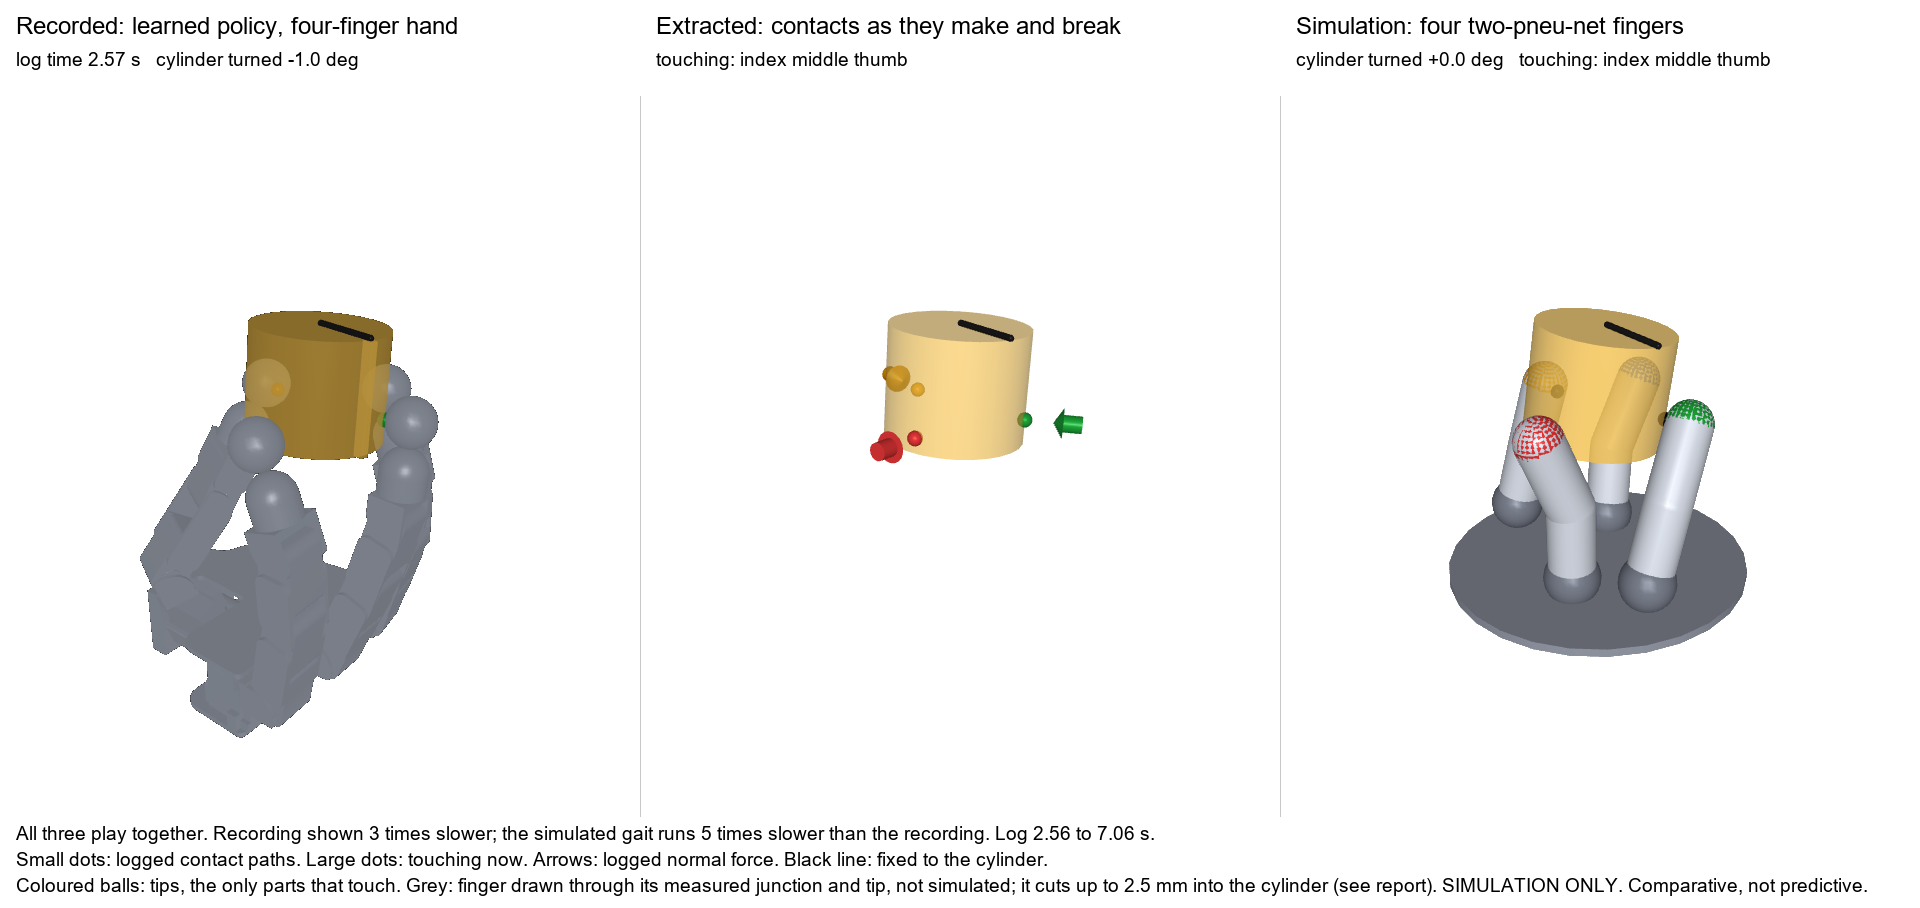 Recorded: learned policy, four-finger hand
log time 2.57 s   cylinder turned -1.0 deg
Extracted: contacts as they make and break
touching: index middle thumb
Simulation: four two-pneu-net fingers
cylinder turned +0.0 deg   touching: index middle thumb
All three play together. Recording shown 3 times slower; the simulated gait runs 5 times slower than the recording. Log 2.56 to 7.06 s.
Small dots: logged contact paths. Large dots: touching now. Arrows: logged normal force. Black line: fixed to the cylinder.
Coloured balls: tips, the only parts that touch. Grey: finger drawn through its measured junction and tip, not simulated; it cuts up to 2.5 mm into the cylinder (see report). SIMULATION ONLY. Comparative, not predictive.